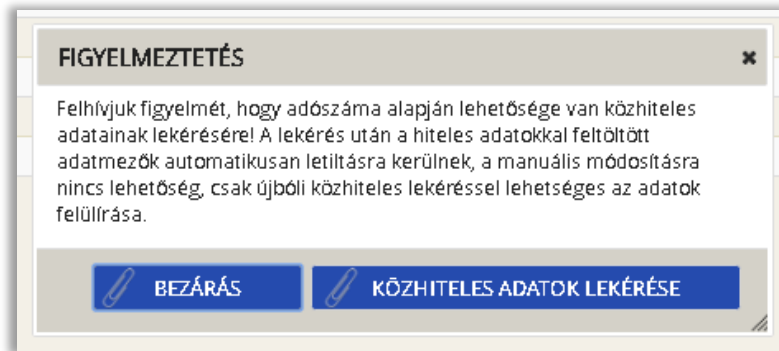 FIGYELMEZTETÉS
Felhívjuk figyelmét, hogy adószáma alapján lehetősége van közhiteles
adatainak lekérésére! A lekérés után a hiteles adatokkal feltöltött
adatmezők automatikusan letiltásra kerülnek, a manuális módosításra
nincs lehetőség, csak újbóli közhiteles lekéréssel lehetséges az adatok
felülírása.
BEZÁRÁS
KÖZHITELES ADATOK LEKÉRÉSE